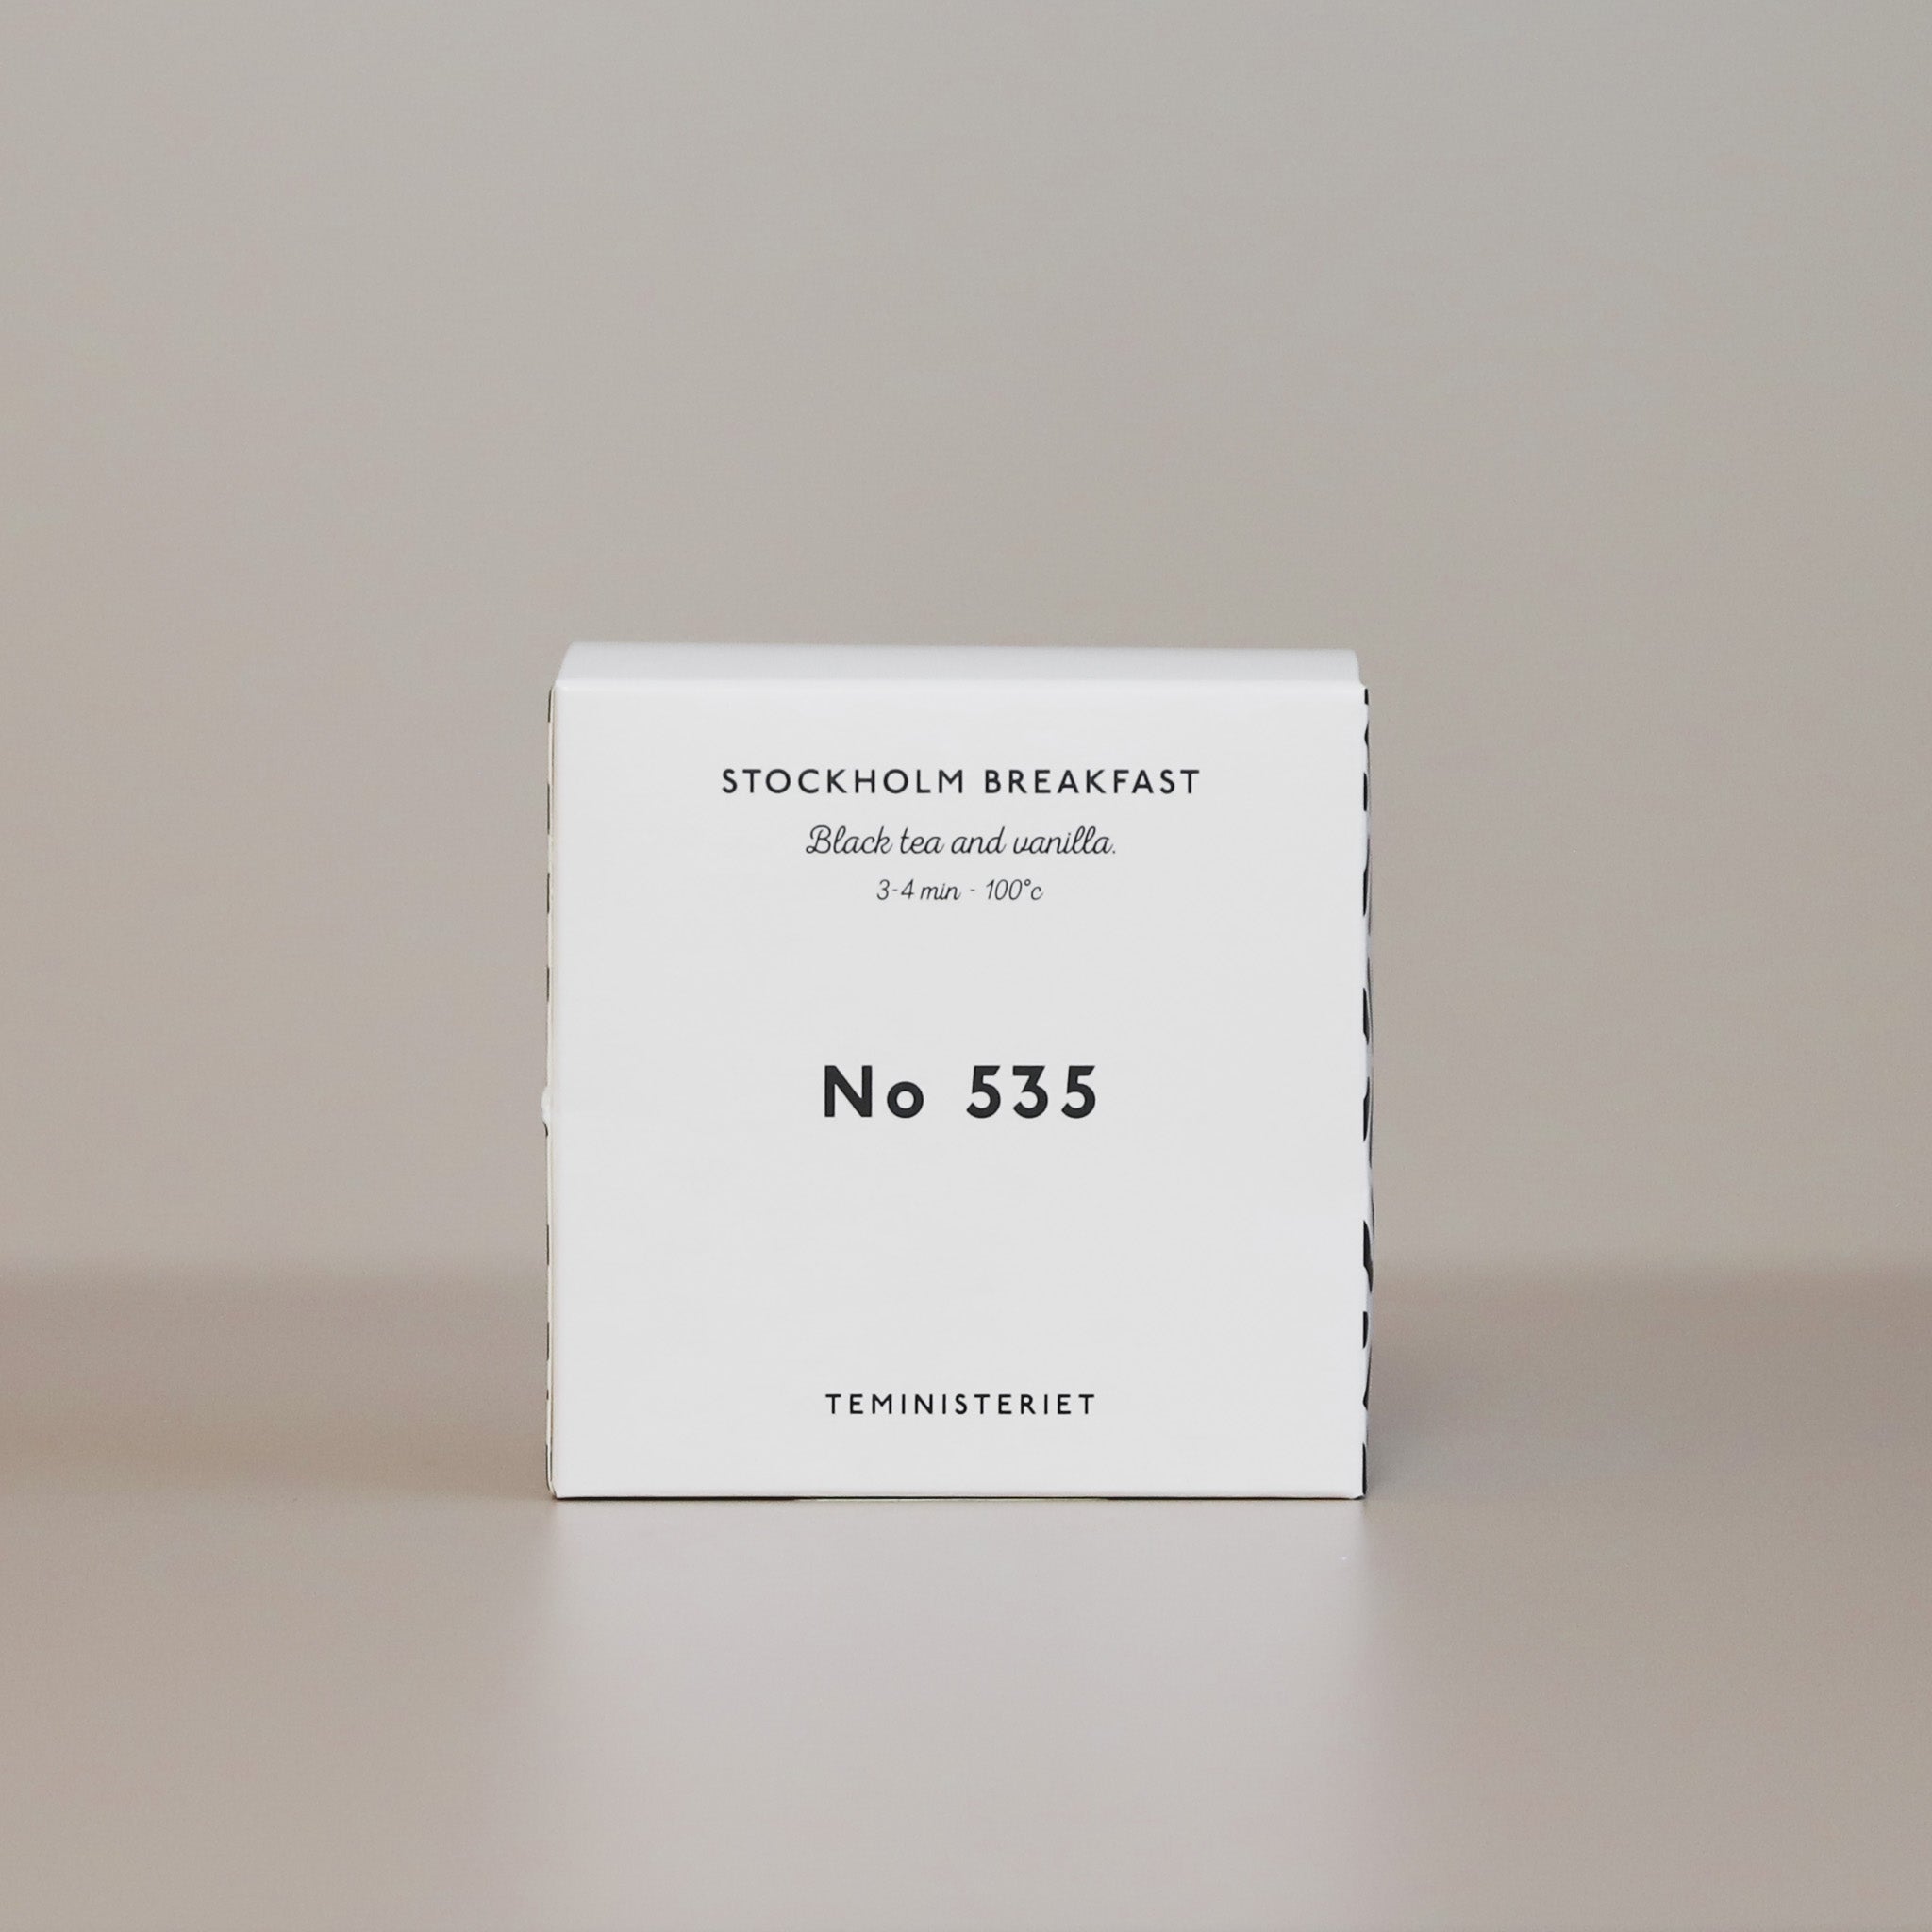 STOCKHOLM BREAKFAST
Black tea and vanilla.
3-4 min - 100°c
No 535
TEMINISTERIET